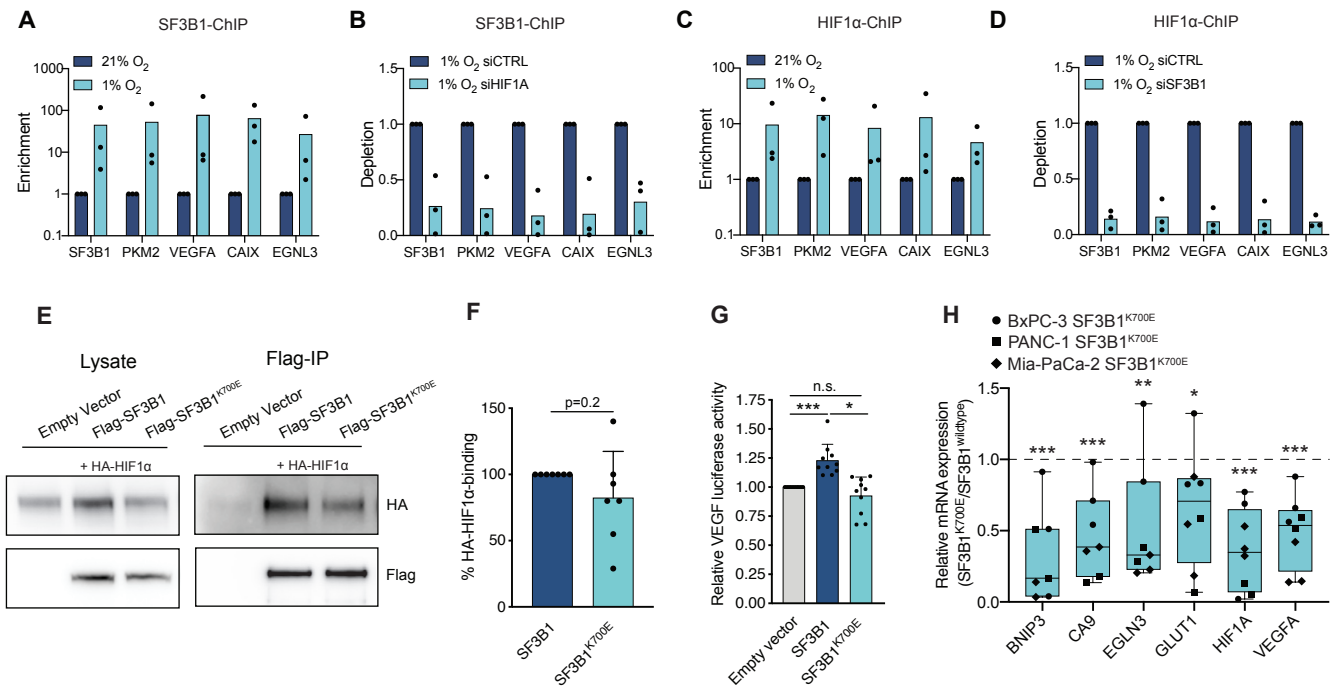 A
SF3B1-ChIP
21% O₂
1% O₂
Enrichment
1000
100
10
1
0.1
SF3B1 PKM2 VEGFA CAIX EGNL3
B
SF3B1-ChIP
1% O₂ siCTRL
1% O₂ siHIF1A
Depletion
1.5
1.0
0.5
0.0
SF3B1 PKM2 VEGFA CAIX EGNL3
C
HIF1α-ChIP
21% O₂
1% O₂
Enrichment
100
10
1
0.1
SF3B1 PKM2 VEGFA CAIX EGNL3
D
HIF1α-ChIP
1% O₂ siCTRL
1% O₂ siSF3B1
Depletion
1.5
1.0
0.5
0.0
SF3B1 PKM2 VEGFA CAIX EGNL3
E
Lysate
Flag-IP
Empty Vector
Flag-SF3B1
Flag-SF3B1ᴷ⁷⁰⁰ᴱ
Empty Vector
Flag-SF3B1
Flag-SF3B1ᴷ⁷⁰⁰ᴱ
+ HA-HIF1α
+ HA-HIF1α
HA
Flag
F
% HA-HIF1α-binding
150
100
50
0
p=0.2
SF3B1
SF3B1ᴷ⁷⁰⁰ᴱ
G
Relative VEGF luciferase activity
2.00
1.75
1.50
1.25
1.00
0.75
0.50
0.25
0.00
n.s.
*** *
Empty vector
SF3B1
SF3B1ᴷ⁷⁰⁰ᴱ
H
BxPC-3 SF3B1ᴷ⁷⁰⁰ᴱ
PANC-1 SF3B1ᴷ⁷⁰⁰ᴱ
Mia-PaCa-2 SF3B1ᴷ⁷⁰⁰ᴱ
Relative mRNA expression
(SF3B1ᴷ⁷⁰⁰ᴱ/SF3B1ʷⁱˡᵈᵗʸᵖᵉ)
1.5
1.0
0.5
0.0
*** *** ** * *** ***
BNIP3
CA9
EGLN3
GLUT1
HIF1A
VEGFA